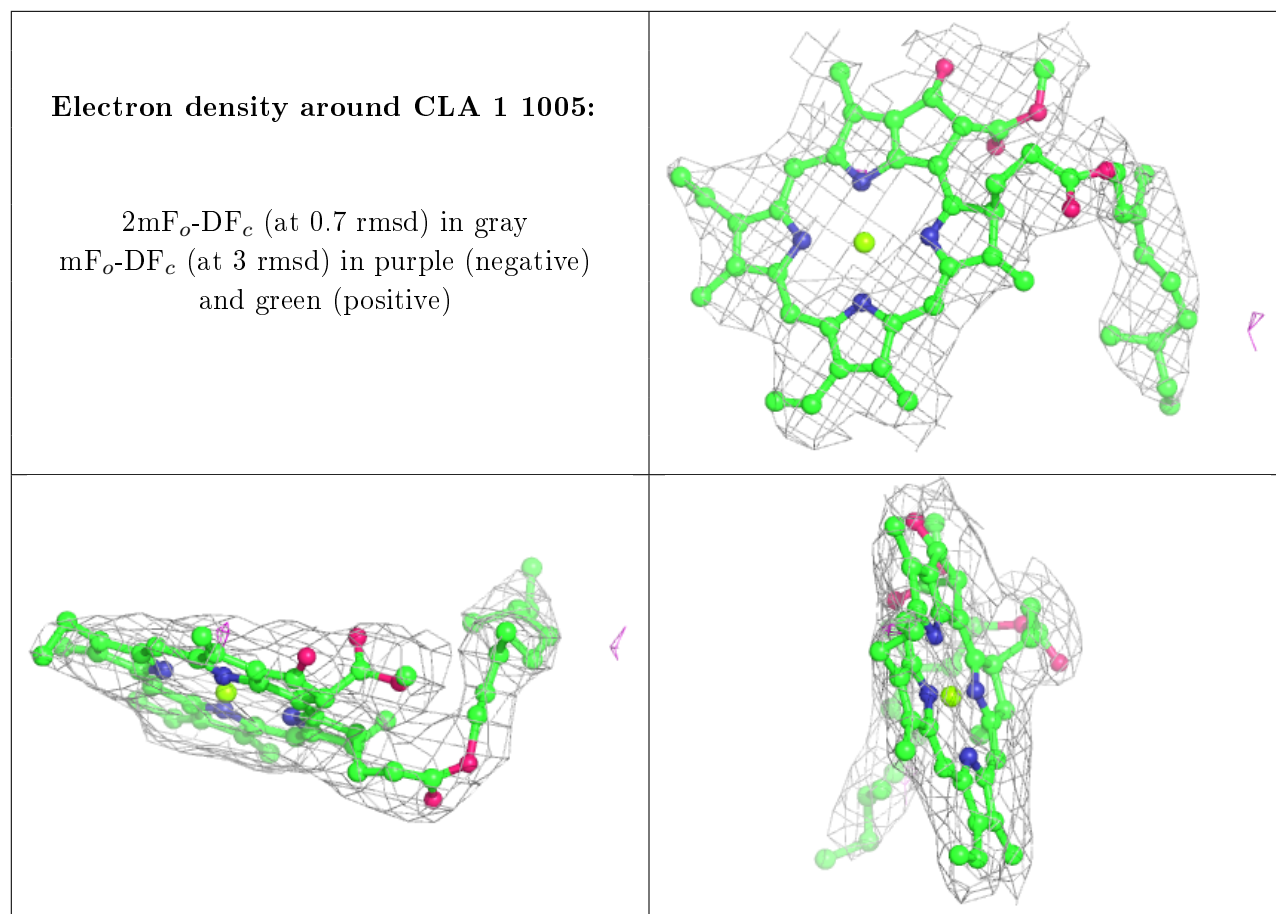 Electron density around CLA 1 1005:
2mFo-DFc (at 0.7 rmsd) in gray
mFo-DFc (at 3 rmsd) in purple (negative)
and green (positive)